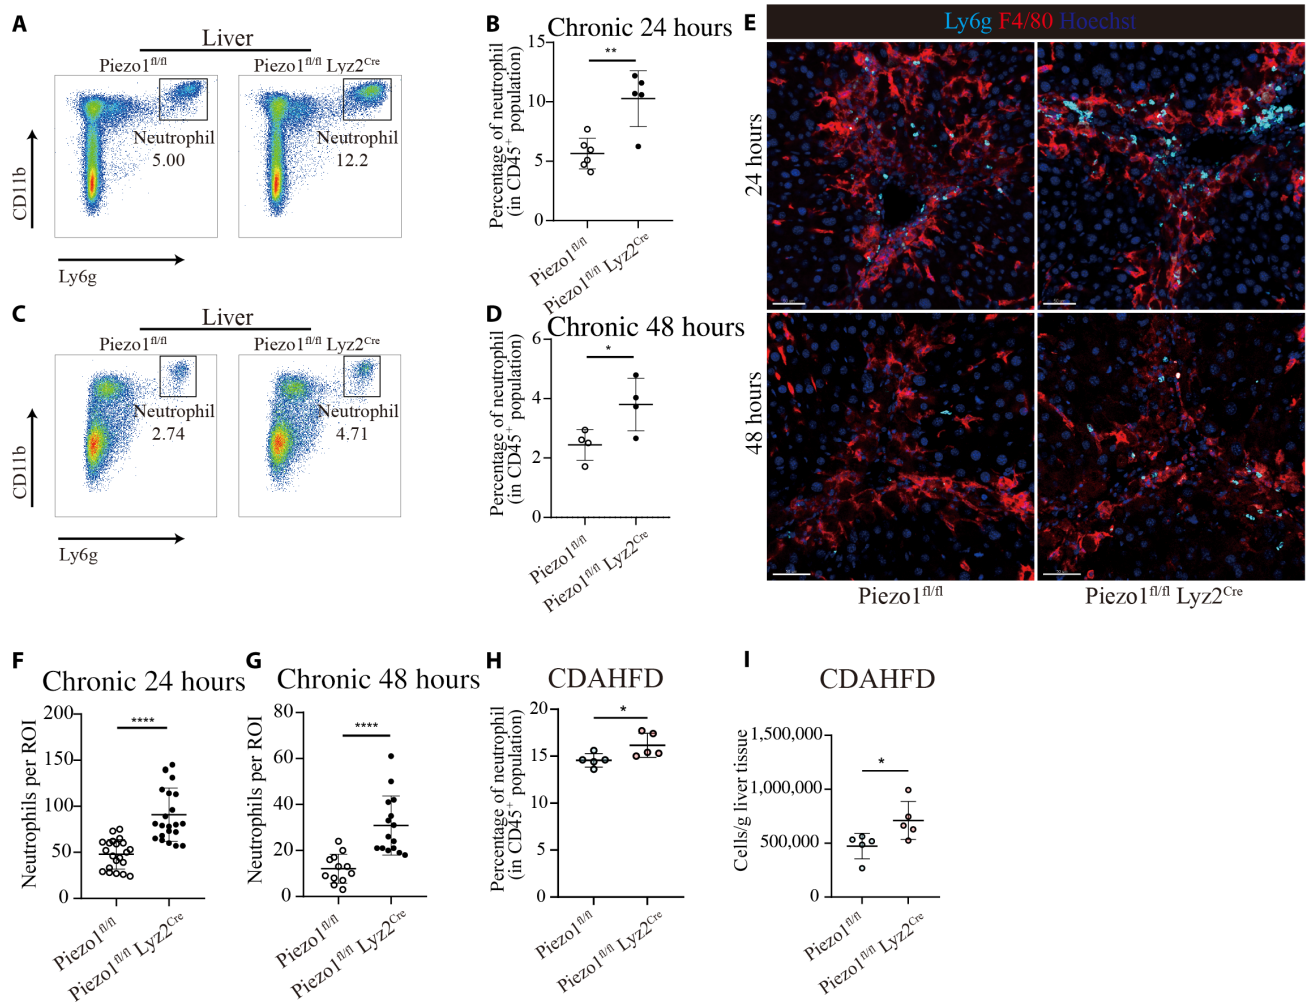 A
Liver
Piezo1fl/fl
Piezo1fl/fl Lyz2Cre
Neutrophil
5.00
Neutrophil
12.2
CD11b
Ly6g
B
Chronic 24 hours
Percentage of neutrophil
(in CD45+ population)
15
10
5
0
**
Piezo1fl/fl
Piezo1fl/fl Lyz2Cre
C
Liver
Piezo1fl/fl
Piezo1fl/fl Lyz2Cre
Neutrophil
2.74
Neutrophil
4.71
CD11b
Ly6g
D
Chronic 48 hours
Percentage of neutrophil
(in CD45+ population)
6
4
2
0
*
Piezo1fl/fl
Piezo1fl/fl Lyz2Cre
E
Ly6g F4/80 Hoechst
24 hours
48 hours
Piezo1fl/fl
Piezo1fl/fl Lyz2Cre
F
Chronic 24 hours
Neutrophils per ROI
200
150
100
50
0
****
Piezo1fl/fl
Piezo1fl/fl Lyz2Cre
G
Chronic 48 hours
Neutrophils per ROI
80
60
40
20
0
****
Piezo1fl/fl
Piezo1fl/fl Lyz2Cre
H
CDAHFD
Percentage of neutrophil
(in CD45+ population)
20
15
10
5
0
*
Piezo1fl/fl
Piezo1fl/fl Lyz2Cre
I
CDAHFD
Cells/g liver tissue
1,500,000
1,000,000
500,000
0
*
Piezo1fl/fl
Piezo1fl/fl Lyz2Cre